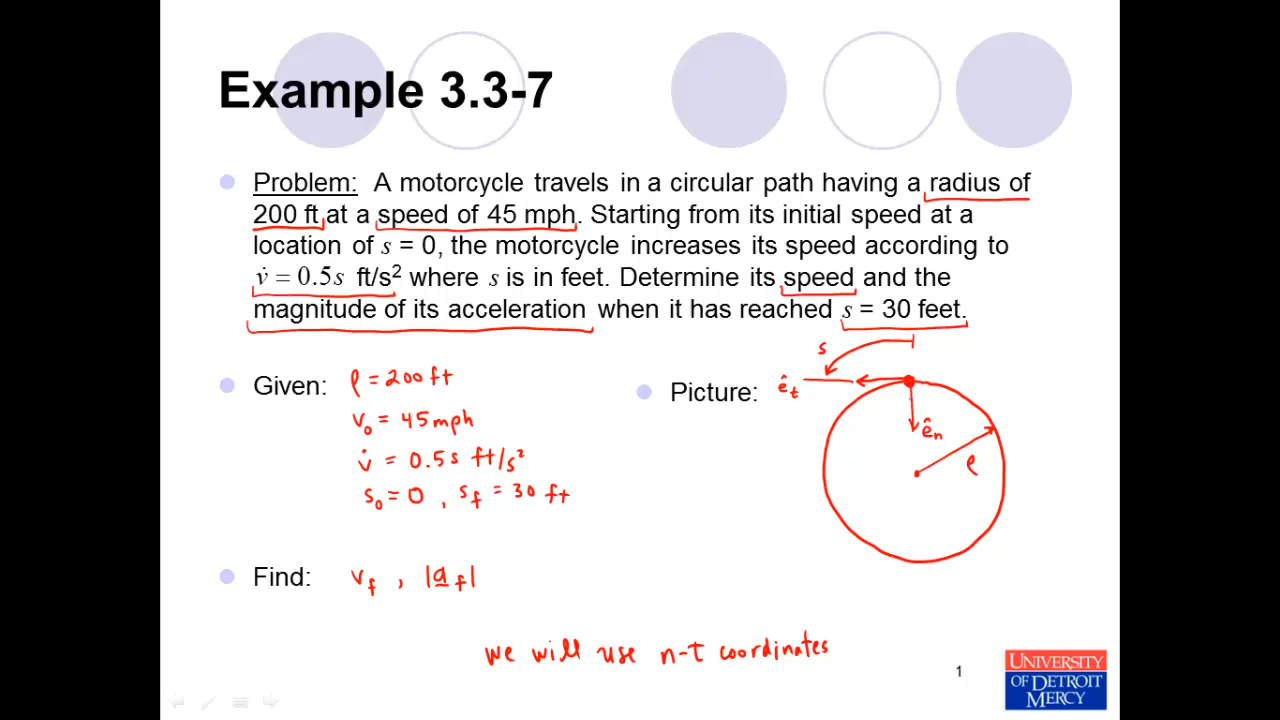 Example 3.3-7
Problem: A motorcycle travels in a circular path having a radius of
200 ft at a speed of 45 mph. Starting from its initial speed at a
location of s = 0, the motorcycle increases its speed according to
v̇ = 0.5s ft/s² where s is in feet. Determine its speed and the
magnitude of its acceleration when it has reached s = 30 feet.
Given:
ρ = 200 ft
v₀ = 45 mph
v̇ = 0.5s ft/s²
s₀ = 0, s_f = 30 ft
Picture:
s
ê_t
ê_n
ρ
Find: v_f, |a_f|
we will use n-t coordinates
1
UNIVERSITY
OF DETROIT
MERCY